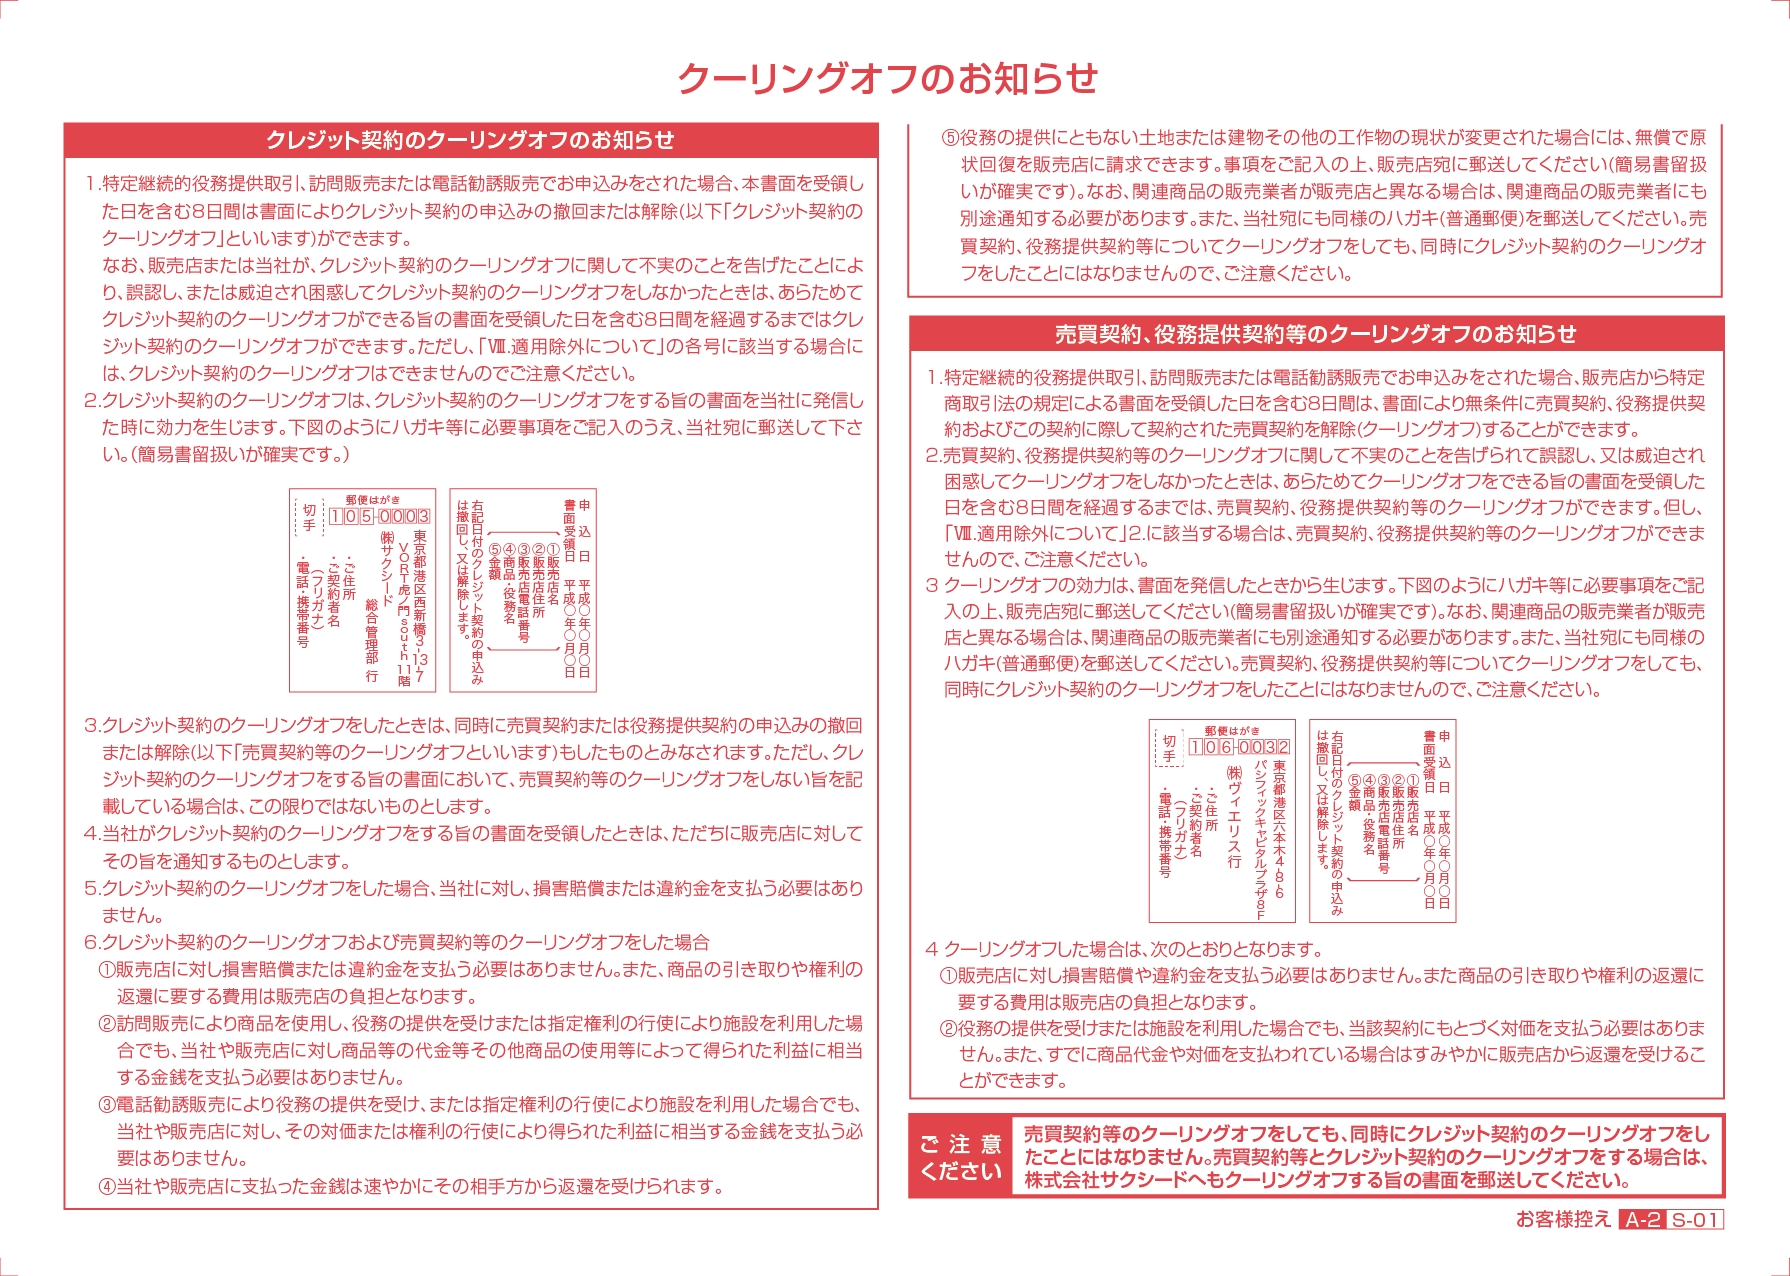 クーリングオフのお知らせ
クレジット契約のクーリングオフのお知らせ
1.特定継続的役務提供取引、訪問販売または電話勧誘販売でお申込みをされた場合、本書面を受領し
た日を含む8日間は書面によりクレジット契約の申込みの撤回または解除(以下「クレジット契約の
クーリングオフ」といいます)ができます。
なお、販売店または当社が、クレジット契約のクーリングオフに関して不実のことを告げたことによ
り、誤認し、または威迫され困惑してクレジット契約のクーリングオフをしなかったときは、あらためて
クレジット契約のクーリングオフができる旨の書面を受領した日を含む8日間を経過するまではクレ
ジット契約のクーリングオフができます。ただし、「Ⅷ.適用除外について」の各号に該当する場合に
は、クレジット契約のクーリングオフはできませんのでご注意ください。
2.クレジット契約のクーリングオフは、クレジット契約のクーリングオフをする旨の書面を当社に発信し
た時に効力を生じます。下図のようにハガキ等に必要事項をご記入のうえ、当社宛に郵送して下さ
い。(簡易書留扱いが確実です。)
郵便はがき
切手
105-0003
東京都港区西新橋3-13-7
VORT虎ノ門south11階
㈱サクシード
総合管理部 行
・ご住所
・ご契約者名
(フリガナ)
・電話・携帯番号
申込日 平成○年○月○日
書面受領日 平成○年○月○日
①販売店名
②販売店住所
③販売店電話番号
④商品・役務名
⑤金額
右記日付のクレジット契約の申込み
は撤回し、又は解除します。
3.クレジット契約のクーリングオフをしたときは、同時に売買契約または役務提供契約の申込みの撤回
または解除(以下「売買契約等のクーリングオフといいます)もしたものとみなされます。ただし、クレ
ジット契約のクーリングオフをする旨の書面において、売買契約等のクーリングオフをしない旨を記
載している場合は、この限りではないものとします。
4.当社がクレジット契約のクーリングオフをする旨の書面を受領したときは、ただちに販売店に対して
その旨を通知するものとします。
5.クレジット契約のクーリングオフをした場合、当社に対し、損害賠償または違約金を支払う必要はあり
ません。
6.クレジット契約のクーリングオフおよび売買契約等のクーリングオフをした場合
①販売店に対し損害賠償または違約金を支払う必要はありません。また、商品の引き取りや権利の
返還に要する費用は販売店の負担となります。
②訪問販売により商品を使用し、役務の提供を受けまたは指定権利の行使により施設を利用した場
合でも、当社や販売店に対し商品等の代金等その他商品の使用等によって得られた利益に相当
する金銭を支払う必要はありません。
③電話勧誘販売により役務の提供を受け、または指定権利の行使により施設を利用した場合でも、
当社や販売店に対し、その対価または権利の行使により得られた利益に相当する金銭を支払う必
要はありません。
④当社や販売店に支払った金銭は速やかにその相手方から返還を受けられます。
⑤役務の提供にともない土地または建物その他の工作物の現状が変更された場合には、無償で原
状回復を販売店に請求できます。事項をご記入の上、販売店宛に郵送してください(簡易書留扱
いが確実です)。なお、関連商品の販売業者が販売店と異なる場合は、関連商品の販売業者にも
別途通知する必要があります。また、当社宛にも同様のハガキ(普通郵便)を郵送してください。売
買契約、役務提供契約等についてクーリングオフをしても、同時にクレジット契約のクーリングオ
フをしたことにはなりませんので、ご注意ください。
売買契約、役務提供契約等のクーリングオフのお知らせ
1.特定継続的役務提供取引、訪問販売または電話勧誘販売でお申込みをされた場合、販売店から特定
商取引法の規定による書面を受領した日を含む8日間は、書面により無条件に売買契約、役務提供契
約およびこの契約に際して契約された売買契約を解除(クーリングオフ)することができます。
2.売買契約、役務提供契約等のクーリングオフに関して不実のことを告げられて誤認し、又は威迫され
困惑してクーリングオフをしなかったときは、あらためてクーリングオフをできる旨の書面を受領した
日を含む8日間を経過するまでは、売買契約、役務提供契約等のクーリングオフができます。但し、
「Ⅷ.適用除外について」2.に該当する場合は、売買契約、役務提供契約等のクーリングオフができま
せんので、ご注意ください。
3 クーリングオフの効力は、書面を発信したときから生じます。下図のようにハガキ等に必要事項をご記
入の上、販売店宛に郵送してください(簡易書留扱いが確実です)。なお、関連商品の販売業者が販売
店と異なる場合は、関連商品の販売業者にも別途通知する必要があります。また、当社宛にも同様の
ハガキ(普通郵便)を郵送してください。売買契約、役務提供契約等についてクーリングオフをしても、
同時にクレジット契約のクーリングオフをしたことにはなりませんので、ご注意ください。
郵便はがき
切手
106-0032
東京都港区六本木4-8-6
パシフィックキャピタルプラザ8F
㈱ヴィエリス行
・ご住所
・ご契約者名
(フリガナ)
・電話・携帯番号
申込日 平成○年○月○日
書面受領日 平成○年○月○日
①販売店名
②販売店住所
③販売店電話番号
④商品・役務名
⑤金額
右記日付のクレジット契約の申込み
は撤回し、又は解除します。
4 クーリングオフした場合は、次のとおりとなります。
①販売店に対し損害賠償や違約金を支払う必要はありません。また商品の引き取りや権利の返還に
要する費用は販売店の負担となります。
②役務の提供を受けまたは施設を利用した場合でも、当該契約にもとづく対価を支払う必要はありま
せん。また、すでに商品代金や対価を支払われている場合はすみやかに販売店から返還を受けるこ
とができます。
ご注意
ください
売買契約等のクーリングオフをしても、同時にクレジット契約のクーリングオフをし
たことにはなりません。売買契約等とクレジット契約のクーリングオフをする場合は、
株式会社サクシードへもクーリングオフする旨の書面を郵送してください。
お客様控え A-2 S-01